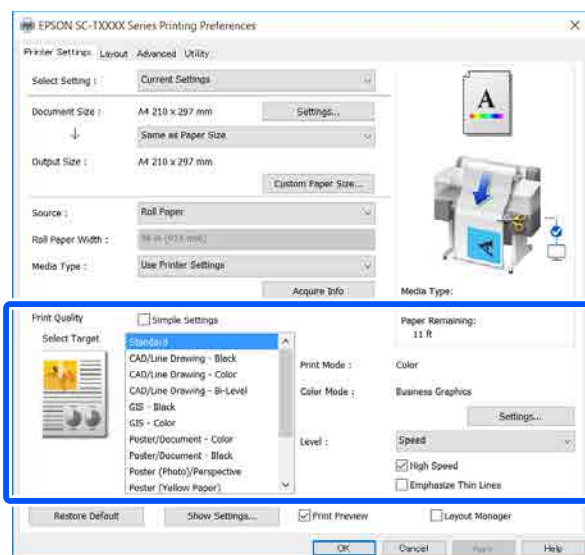 EPSON SC-TXXXX Series Printing Preferences
Printer Settings Layout Advanced Utility
Select Setting : Current Settings
Document Size : A4 210 x 297 mm Settings...
Same as Paper Size
Output Size : A4 210 x 297 mm
Custom Paper Size...
Source : Roll Paper
Roll Paper Width : 36 in (915 mm)
Media Type : Use Printer Settings
Acquire Info
Media Type:
Print Quality Simple Settings
Paper Remaining:
11 ft
Select Target
Standard
CAD/Line Drawing - Black
CAD/Line Drawing - Color
CAD/Line Drawing - Bi-Level
GIS - Black
GIS - Color
Poster/Document - Color
Poster/Document - Black
Poster (Photo)/Perspective
Poster (Yellow Paper)
Print Mode : Color
Color Mode : Business Graphics
Settings...
Level : Speed
High Speed
Emphasize Thin Lines
Restore Default Show Settings... Print Preview Layout Manager
OK Cancel Apply Help
A
A